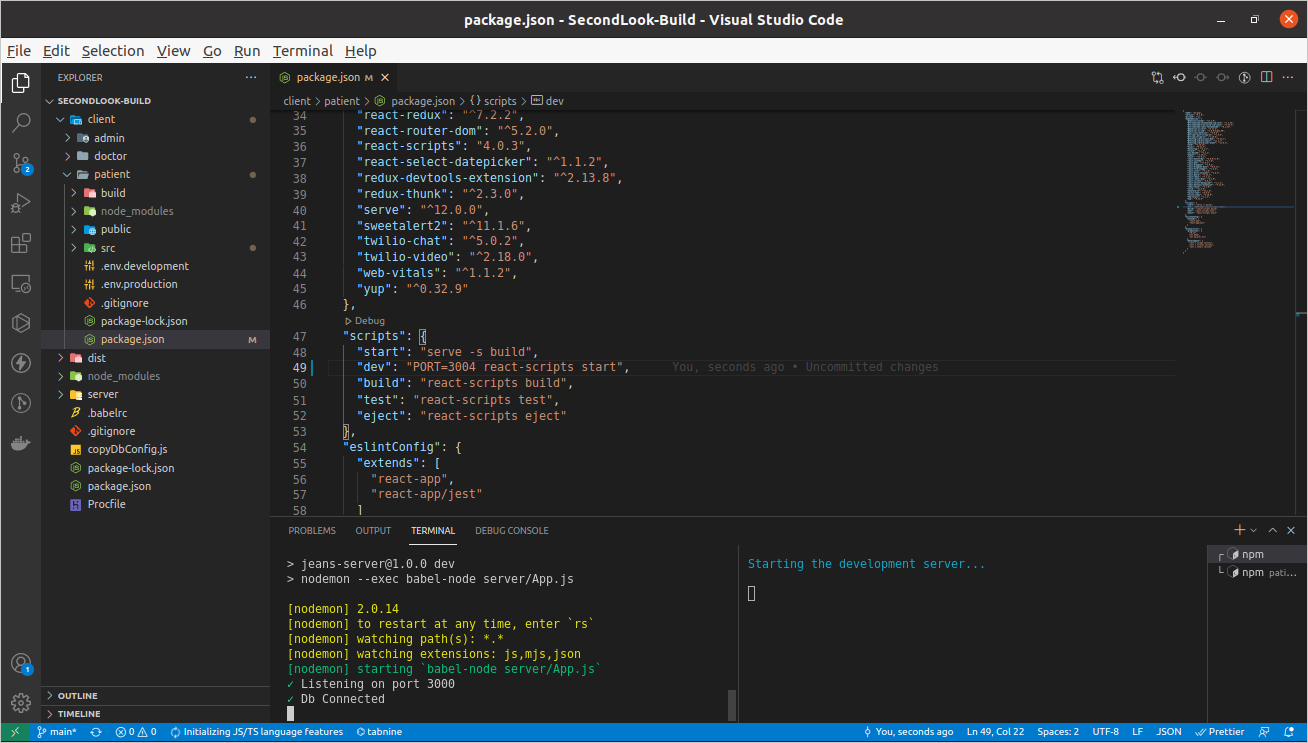 package.json - SecondLook-Build - Visual Studio Code
File Edit Selection View Go Run Terminal Help
EXPLORER
SECONDLOOK-BUILD
client
admin
doctor
patient
build
node_modules
public
src
.env.development
.env.production
.gitignore
package-lock.json
package.json M
dist
node_modules
server
.babelrc
.gitignore
copyDbConfig.js
package-lock.json
package.json
Procfile
OUTLINE
TIMELINE
package.json M
client > patient > package.json > {} scripts > dev
34 "react-redux": "^7.2.2",
35 "react-router-dom": "^5.2.0",
36 "react-scripts": "4.0.3",
37 "react-select-datepicker": "^1.1.2",
38 "redux-devtools-extension": "^2.13.8",
39 "redux-thunk": "^2.3.0",
40 "serve": "^12.0.0",
41 "sweetalert2": "^11.1.6",
42 "twilio-chat": "^5.0.2",
43 "twilio-video": "^2.18.0",
44 "web-vitals": "^1.1.2",
45 "yup": "^0.32.9"
46 },
Debug
47 "scripts": {
48 "start": "serve -s build",
49 "dev": "PORT=3004 react-scripts start", You, seconds ago • Uncommitted changes
50 "build": "react-scripts build",
51 "test": "react-scripts test",
52 "eject": "react-scripts eject"
53 },
54 "eslintConfig": {
55 "extends": [
56 "react-app",
57 "react-app/jest"
58 ]
PROBLEMS OUTPUT TERMINAL DEBUG CONSOLE
> jeans-server@1.0.0 dev
> nodemon --exec babel-node server/App.js
[nodemon] 2.0.14
[nodemon] to restart at any time, enter `rs`
[nodemon] watching path(s): *.*
[nodemon] watching extensions: js,mjs,json
[nodemon] starting `babel-node server/App.js`
✓ Listening on port 3000
✓ Db Connected
Starting the development server...
npm
npm pati...
2
1
main* 0 0 Initializing JS/TS language features tabnine You, seconds ago Ln 49, Col 22 Spaces: 2 UTF-8 LF JSON Prettier